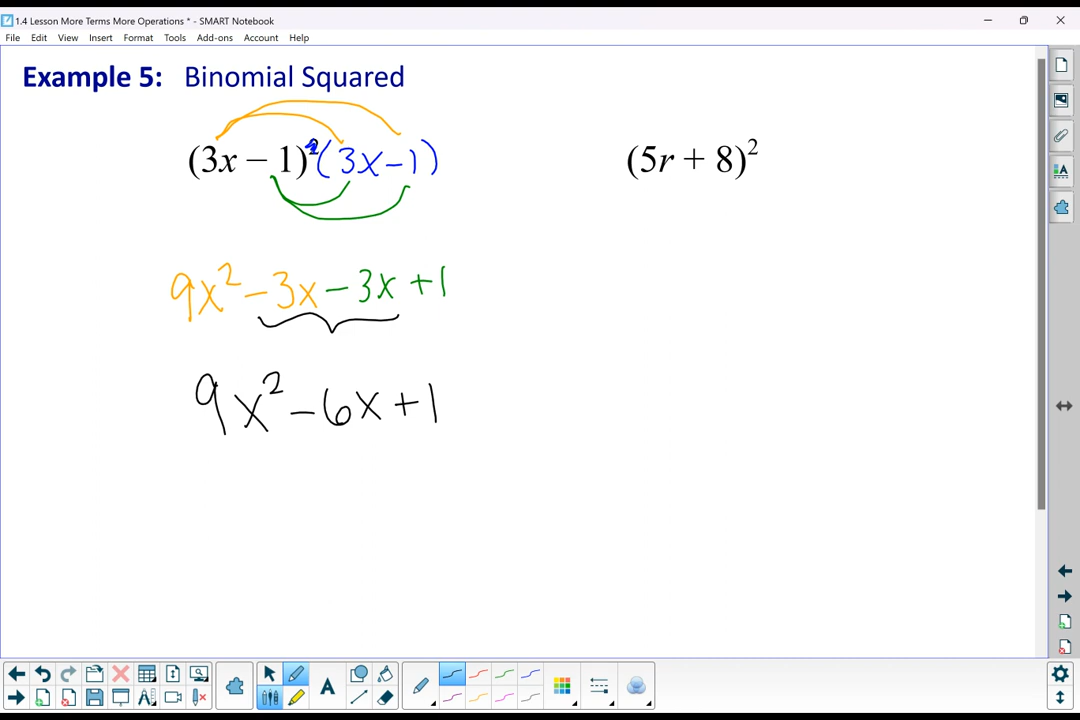 1.4 Lesson More Terms More Operations * - SMART Notebook
File Edit View Insert Format Tools Add-ons Account Help
Example 5: Binomial Squared
(3x − 1)² (3x − 1) (5r + 8)²
9x² − 3x − 3x + 1
9x² − 6x + 1